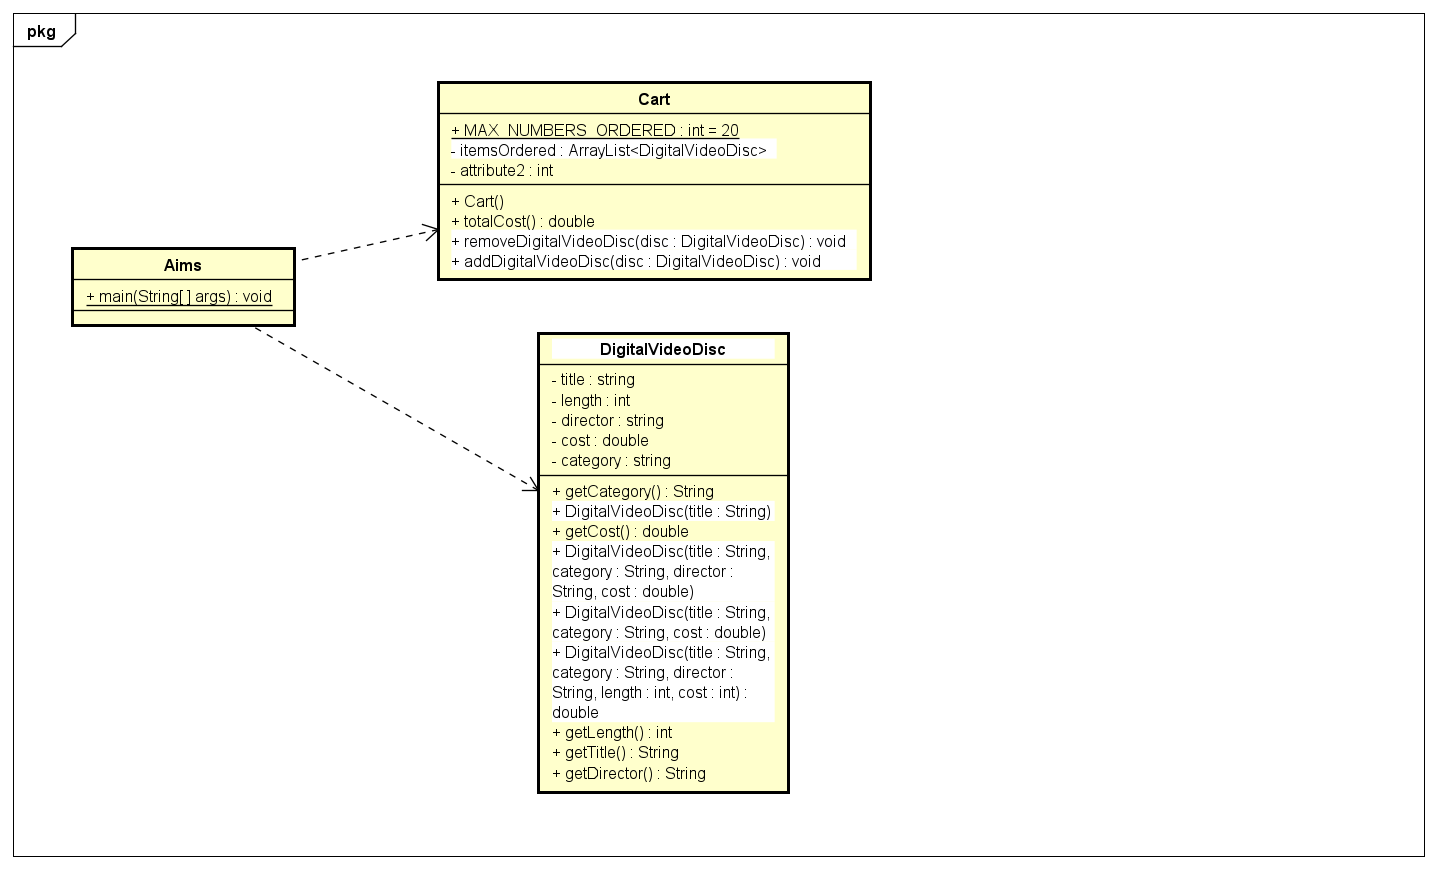 pkg
Cart
+ MAX_NUMBERS_ORDERED : int = 20
- itemsOrdered : ArrayList<DigitalVideoDisc>
- attribute2 : int
+ Cart()
+ totalCost() : double
+ removeDigitalVideoDisc(disc : DigitalVideoDisc) : void
+ addDigitalVideoDisc(disc : DigitalVideoDisc) : void
Aims
+ main(String[] args) : void
DigitalVideoDisc
- title : string
- length : int
- director : string
- cost : double
- category : string
+ getCategory() : String
+ DigitalVideoDisc(title : String)
+ getCost() : double
+ DigitalVideoDisc(title : String,
category : String, director :
String, cost : double)
+ DigitalVideoDisc(title : String,
category : String, cost : double)
+ DigitalVideoDisc(title : String,
category : String, director :
String, length : int, cost : int) :
double
+ getLength() : int
+ getTitle() : String
+ getDirector() : String